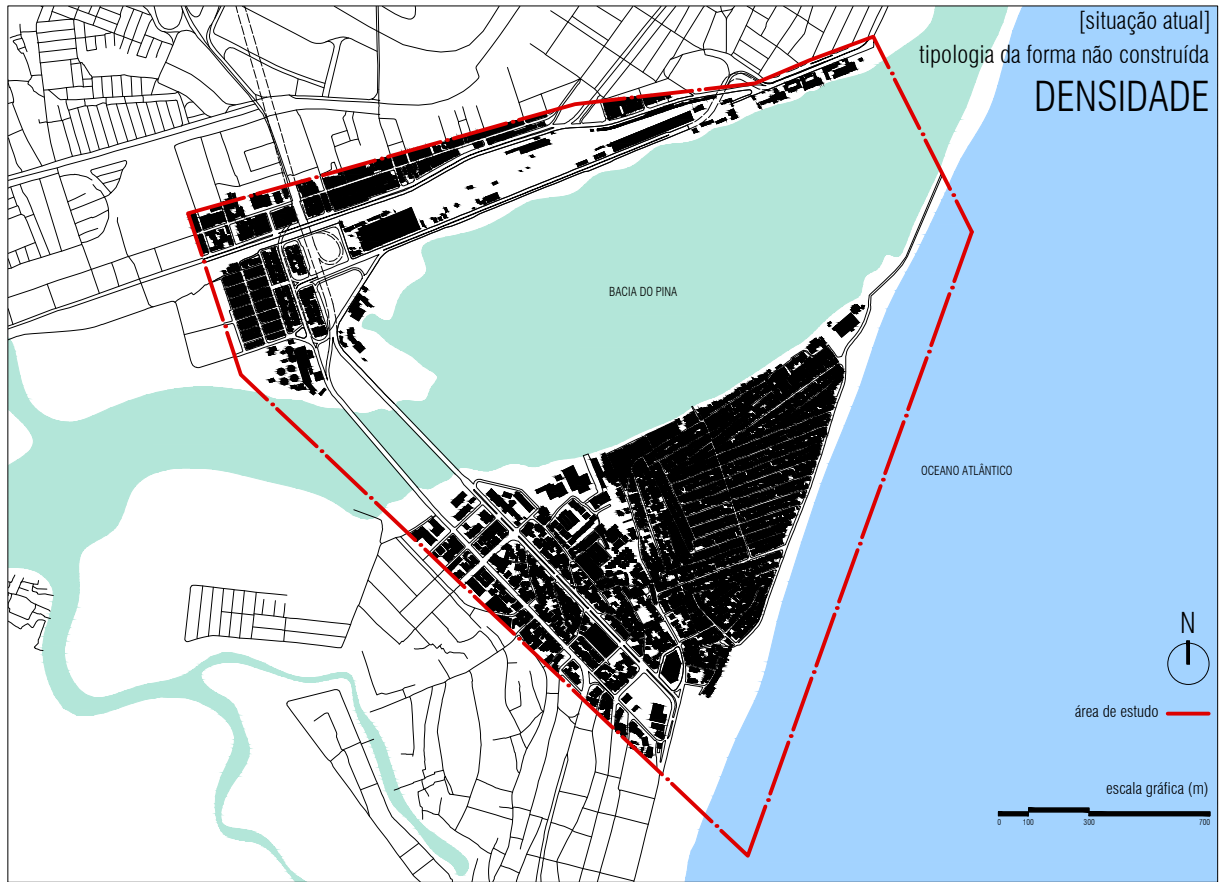 [situação atual]
tipologia da forma não construída
DENSIDADE
BACIA DO PINA
OCEANO ATLÂNTICO
N
área de estudo
escala gráfica (m)
0 100 300 700